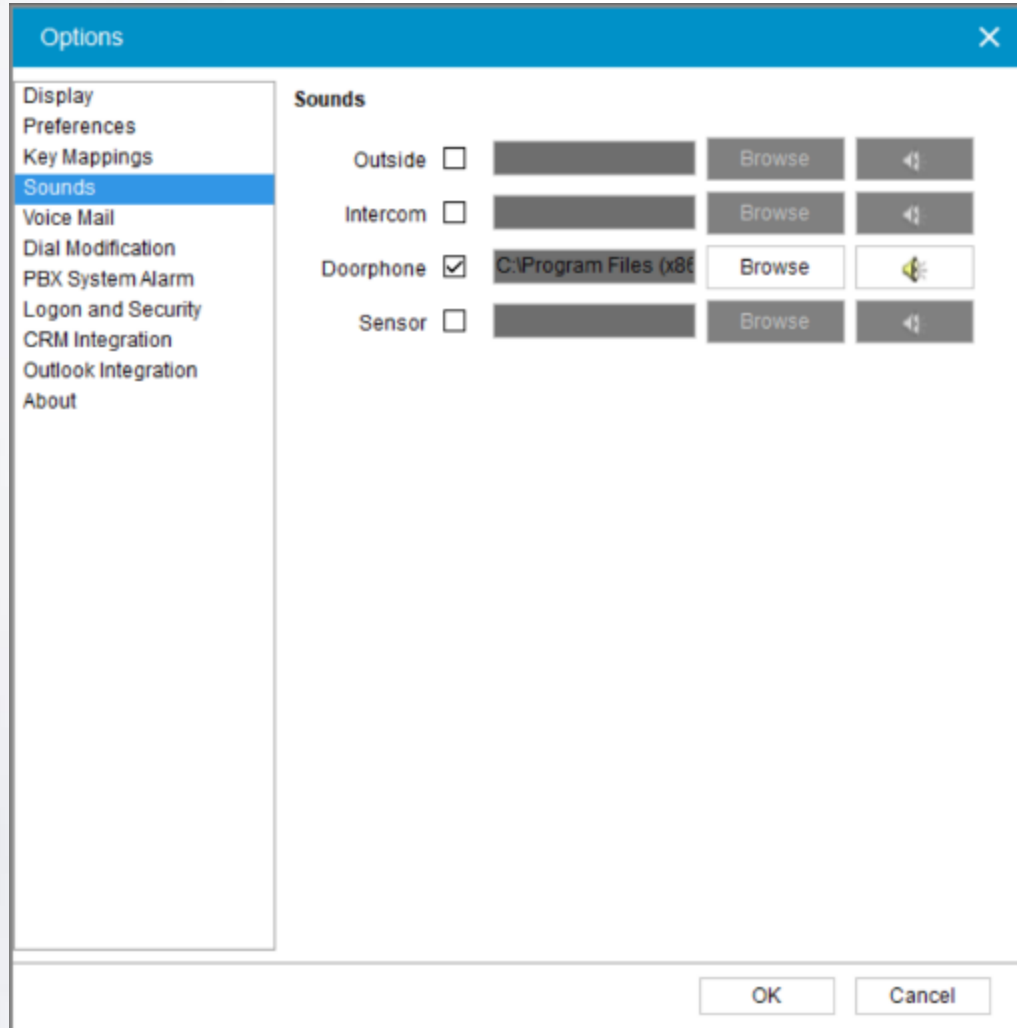 Options
Display
Preferences
Key Mappings
Sounds
Voice Mail
Dial Modification
PBX System Alarm
Logon and Security
CRM Integration
Outlook Integration
About
Sounds
Outside Browse
Intercom Browse
Doorphone C:\Program Files (x86 Browse
Sensor Browse
OK Cancel